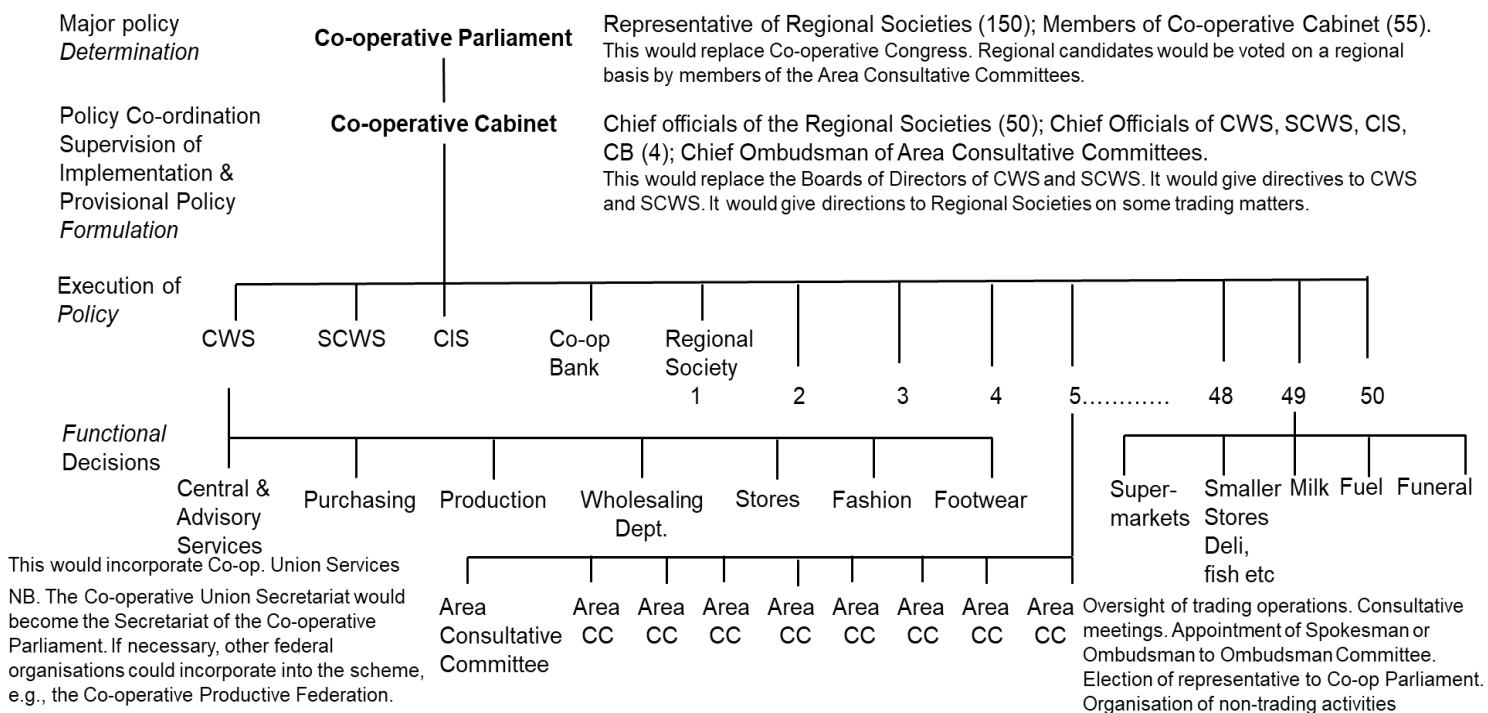 Major policy
Determination
Co-operative Parliament
Representative of Regional Societies (150); Members of Co-operative Cabinet (55).
This would replace Co-operative Congress. Regional candidates would be voted on a regional
basis by members of the Area Consultative Committees.
Policy Co-ordination
Supervision of
Implementation &
Provisional Policy
Formulation
Co-operative Cabinet
Chief officials of the Regional Societies (50); Chief Officials of CWS, SCWS, CIS,
CB (4); Chief Ombudsman of Area Consultative Committees.
This would replace the Boards of Directors of CWS and SCWS. It would give directives to CWS
and SCWS. It would give directions to Regional Societies on some trading matters.
Execution of
Policy
CWS
SCWS
CIS
Co-op
Bank
Regional
Society
1
2
3
4
5............
48
49
50
Functional
Decisions
Central &
Advisory
Services
Purchasing
Production
Wholesaling
Dept.
Stores
Fashion
Footwear
Super-
markets
Smaller
Stores
Deli,
fish etc
Milk
Fuel
Funeral
This would incorporate Co-op. Union Services
NB. The Co-operative Union Secretariat would
become the Secretariat of the Co-operative
Parliament. If necessary, other federal
organisations could incorporate into the scheme,
e.g., the Co-operative Productive Federation.
Area
Consultative
Committee
Area
CC
Area
CC
Area
CC
Area
CC
Area
CC
Area
CC
Area
CC
Area
CC
Oversight of trading operations. Consultative
meetings. Appointment of Spokesman or
Ombudsman to Ombudsman Committee.
Election of representative to Co-op Parliament.
Organisation of non-trading activities